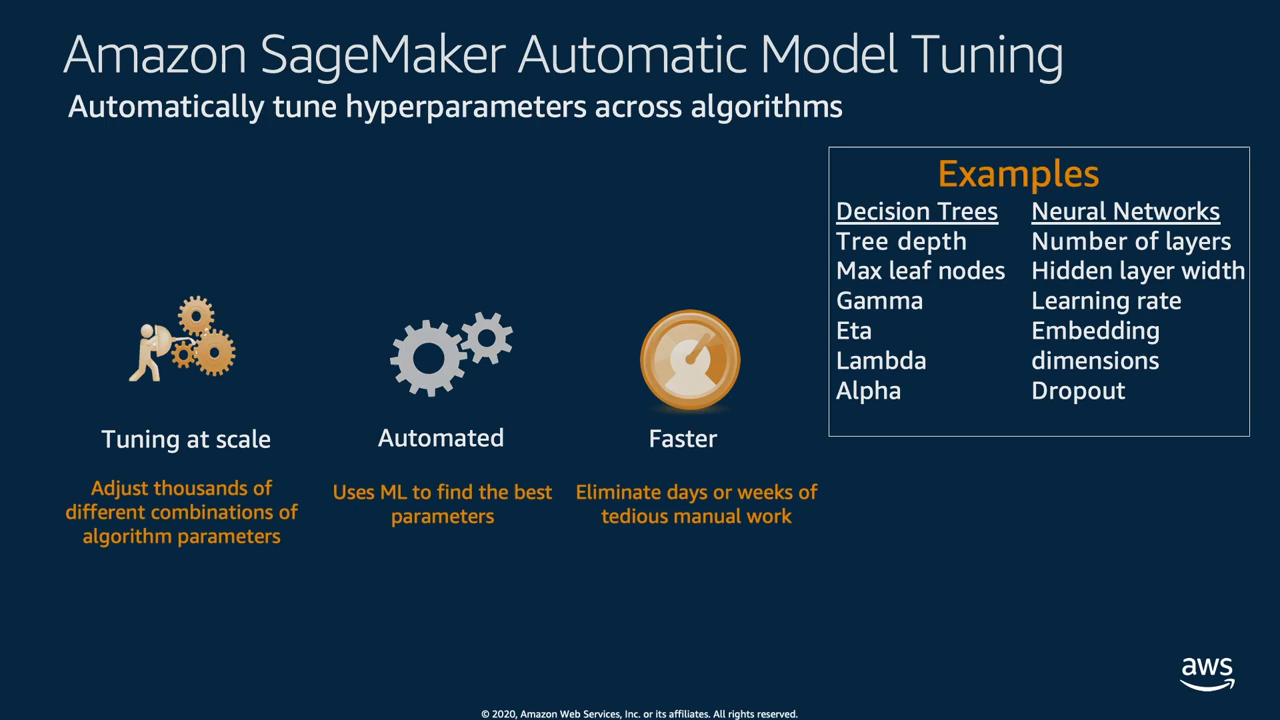 Amazon SageMaker Automatic Model Tuning
Automatically tune hyperparameters across algorithms
Tuning at scale
Adjust thousands of
different combinations of
algorithm parameters
Automated
Uses ML to find the best
parameters
Faster
Eliminate days or weeks of
tedious manual work
Examples
Decision Trees
Tree depth
Max leaf nodes
Gamma
Eta
Lambda
Alpha
Neural Networks
Number of layers
Hidden layer width
Learning rate
Embedding
dimensions
Dropout
aws
© 2020, Amazon Web Services, Inc. or its affiliates. All rights reserved.